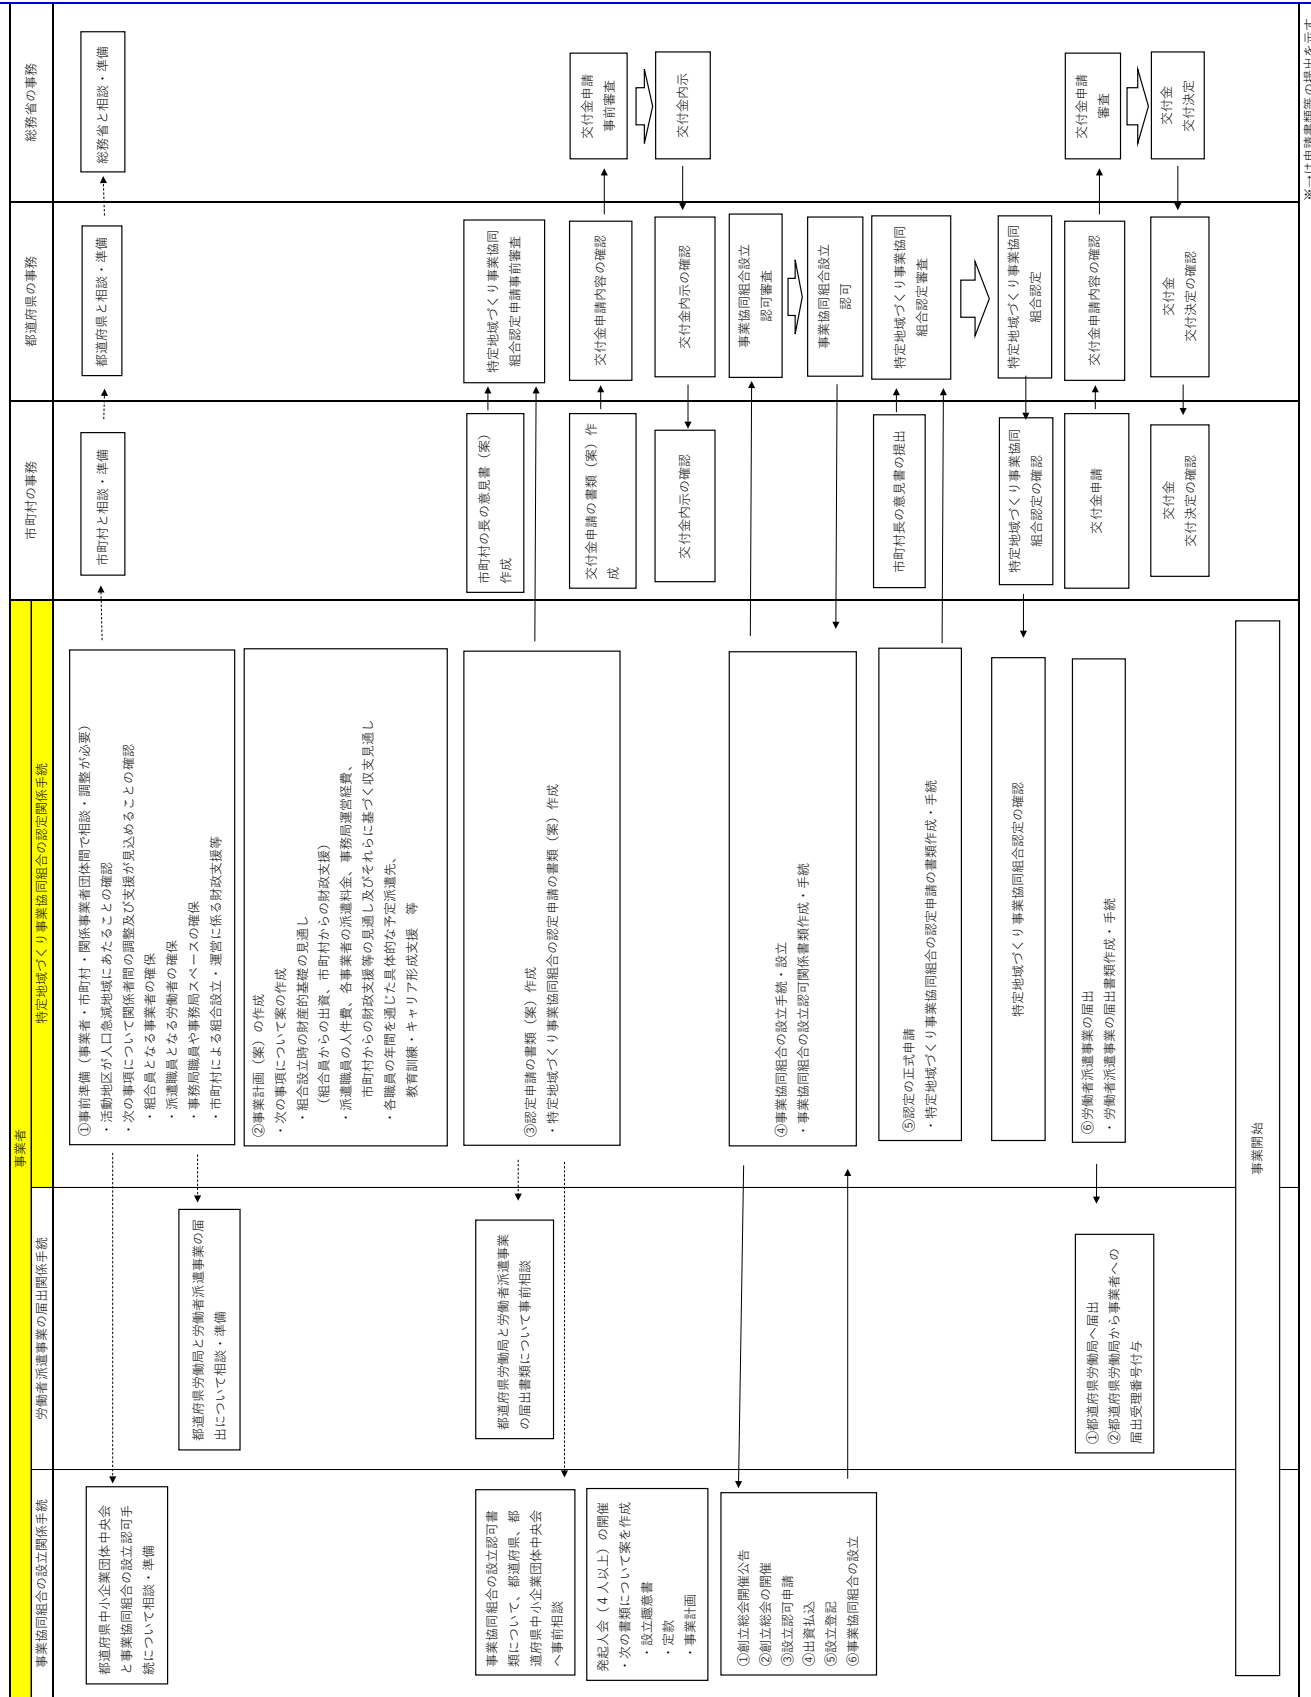 事業者
事業協同組合の設立関係手続
労働者派遣事業の届出関係手続
特定地域づくり事業協同組合の認定関係手続
市町村の事務
都道府県の事務
総務省の事務
都道府県中小企業団体中央会
と事業協同組合の設立認可手
続について相談・準備
都道府県労働局と労働者派遣事業の届
出について相談・準備
①事前準備（事業者・市町村・関係事業者団体間で相談・調整が必要）
・活動地区が人口急減地域にあたることの確認
・次の事項について関係者間の調整及び支援が見込めることの確認
・組合員となる事業者の確保
・派遣職員となる労働者の確保
・事務局職員や事務局スペースの確保
・市町村による組合設立・運営に係る財政支援等
市町村と相談・準備
都道府県と相談・準備
総務省と相談・準備
②事業計画（案）の作成
・次の事項について案の作成
・組合設立時の財産的基礎の見通し
（組合員からの出資、市町村からの財政支援）
・派遣職員の人件費、各事業者の派遣料金、事務局運営経費、
市町村からの財政支援等の見通し及びそれらに基づく収支見通し
・各職員の年間を通じた具体的な予定派遣先、
教育訓練・キャリア形成支援　等
事業協同組合の設立認可書
類について、都道府県、都
道府県中小企業団体中央会
へ事前相談
都道府県労働局と労働者派遣事業
の届出書類について事前相談
③認定申請の書類（案）作成
・特定地域づくり事業協同組合の認定申請の書類（案）作成
市町村の長の意見書（案）
作成
特定地域づくり事業協同
組合認定申請事前審査
発起人会（４人以上）の開催
・次の書類について案を作成
・設立趣意書
・定款
・事業計画
交付金申請の書類（案）作
成
交付金申請内容の確認
交付金申請
事前審査
交付金内示の確認
交付金内示の確認
交付金内示
①創立総会開催公告
②創立総会の開催
③設立認可申請
④出資払込
⑤設立登記
⑥事業協同組合の設立
④事業協同組合の設立手続・設立
・事業協同組合の設立認可関係書類作成・手続
事業協同組合設立
認可審査
事業協同組合設立
認可
⑤認定の正式申請
・特定地域づくり事業協同組合の認定申請の書類作成・手続
市町村長の意見書の提出
特定地域づくり事業協同
組合認定審査
特定地域づくり事業協同組合認定の確認
特定地域づくり事業協同
組合認定の確認
特定地域づくり事業協同
組合認定
①都道府県労働局へ届出
②都道府県労働局から事業者への
届出受理番号付与
⑥労働者派遣事業の届出
・労働者派遣事業の届出書類作成・手続
交付金申請
交付金申請内容の確認
交付金申請
審査
交付金
交付決定の確認
交付金
交付決定の確認
交付金
交付決定
事業開始
※→は申請書類等の提出を示す